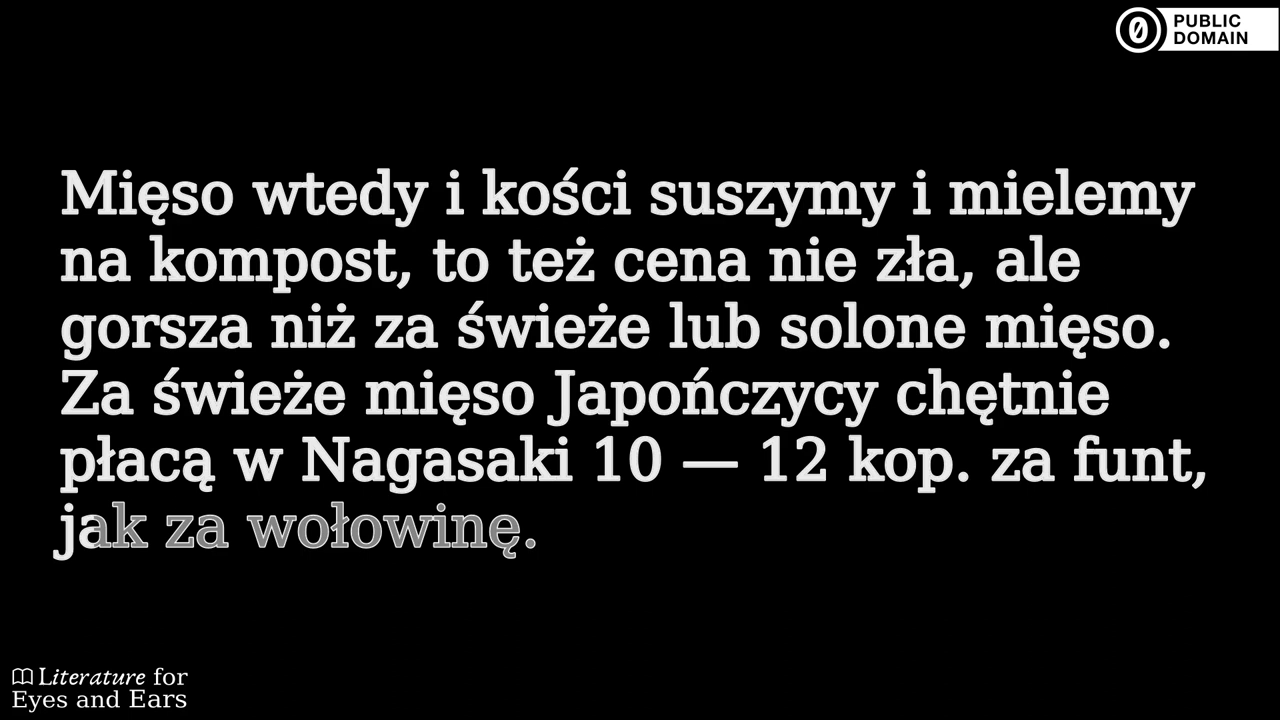 PUBLIC
DOMAIN
Mięso wtedy i kości suszymy i mielemy
na kompost, to też cena nie zła, ale
gorsza niż za świeże lub solone mięso.
Za świeże mięso Japończycy chętnie
płacą w Nagasaki 10 — 12 kop. za funt,
jak za wołowinę.
Literature for
Eyes and Ears